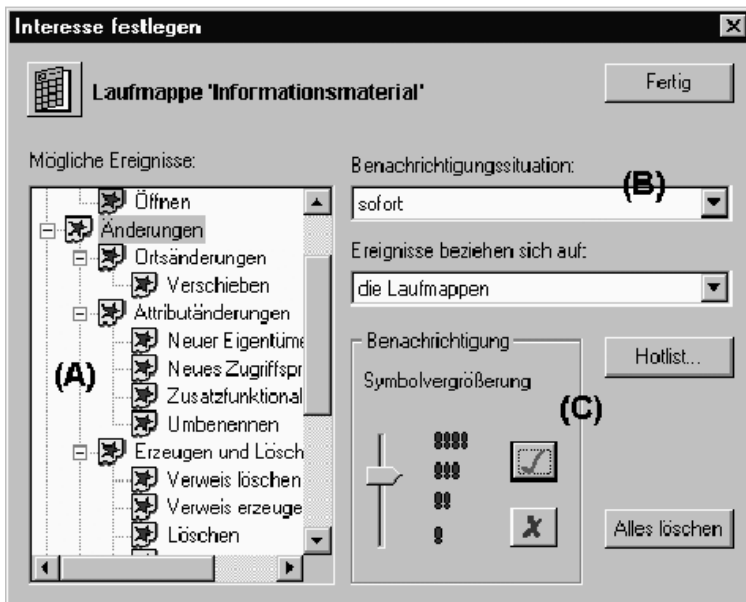 Interesse festlegen
Laufmappe 'Informationsmaterial'
Fertig
Mögliche Ereignisse:
Öffnen
Änderungen
Ortsänderungen
Verschieben
Attributänderungen
Neuer Eigentüme
Neues Zugriffspr
Zusatzfunktional
Umbenennen
Erzeugen und Lösch
Verweis löschen
Verweis erzeuge
Löschen
(A)
Benachrichtigungssituation:
(B)
sofort
Ereignisse beziehen sich auf:
die Laufmappen
Benachrichtigung
Symbolvergrößerung
(C)
!!!!
!!!
!!
!
Hotlist...
Alles löschen